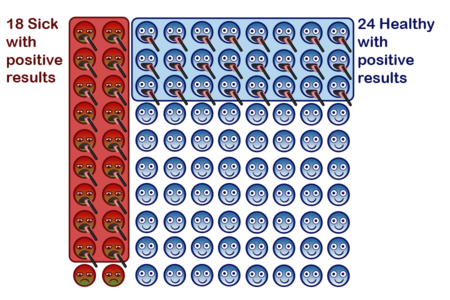 18 Sick
with
positive
results
24 Healthy
with
positive
results